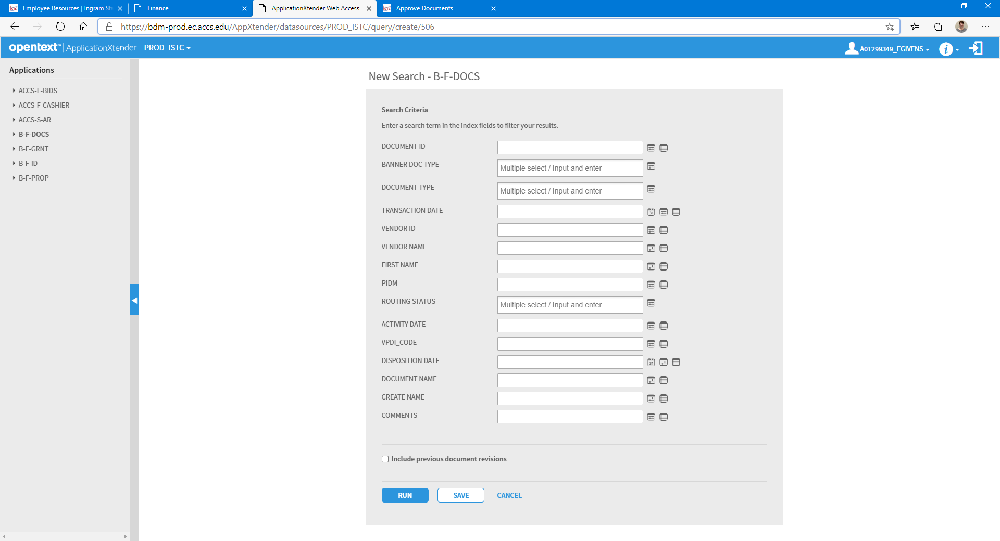 Employee Resources | Ingram St
Finance
ApplicationXtender Web Access
Approve Documents
https://bdm-prod.ec.accs.edu/AppXtender/datasources/PROD_ISTC/query/create/506
opentext™ | ApplicationXtender - PROD_ISTC
A01299349_EGIVENS
Applications
ACCS-F-BIDS
ACCS-F-CASHIER
ACCS-S-AR
B-F-DOCS
B-F-GRNT
B-F-ID
B-F-PROP
New Search - B-F-DOCS
Search Criteria
Enter a search term in the index fields to filter your results.
DOCUMENT ID
BANNER DOC TYPE Multiple select / Input and enter
DOCUMENT TYPE Multiple select / Input and enter
TRANSACTION DATE 31
VENDOR ID
VENDOR NAME
FIRST NAME
PIDM
ROUTING STATUS Multiple select / Input and enter
ACTIVITY DATE
VPDI_CODE
DISPOSITION DATE 31
DOCUMENT NAME
CREATE NAME
COMMENTS
Include previous document revisions
RUN SAVE CANCEL